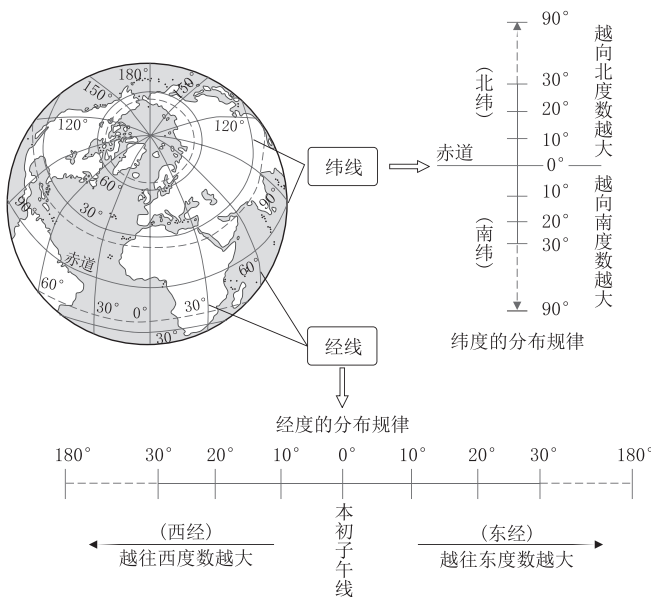 180°
150°
150°
120°
120°
60°
30°
90°
90°
赤道
60°
60°
30°
0°
30°
30°
纬线
经线
赤道
(北纬)
(南纬)
90°
30°
20°
10°
0°
10°
20°
30°
90°
越向北度数越大
越向南度数越大
纬度的分布规律
经度的分布规律
180° 30° 20° 10° 0° 10° 20° 30° 180°
本初子午线
(西经)
越往西度数越大
(东经)
越往东度数越大